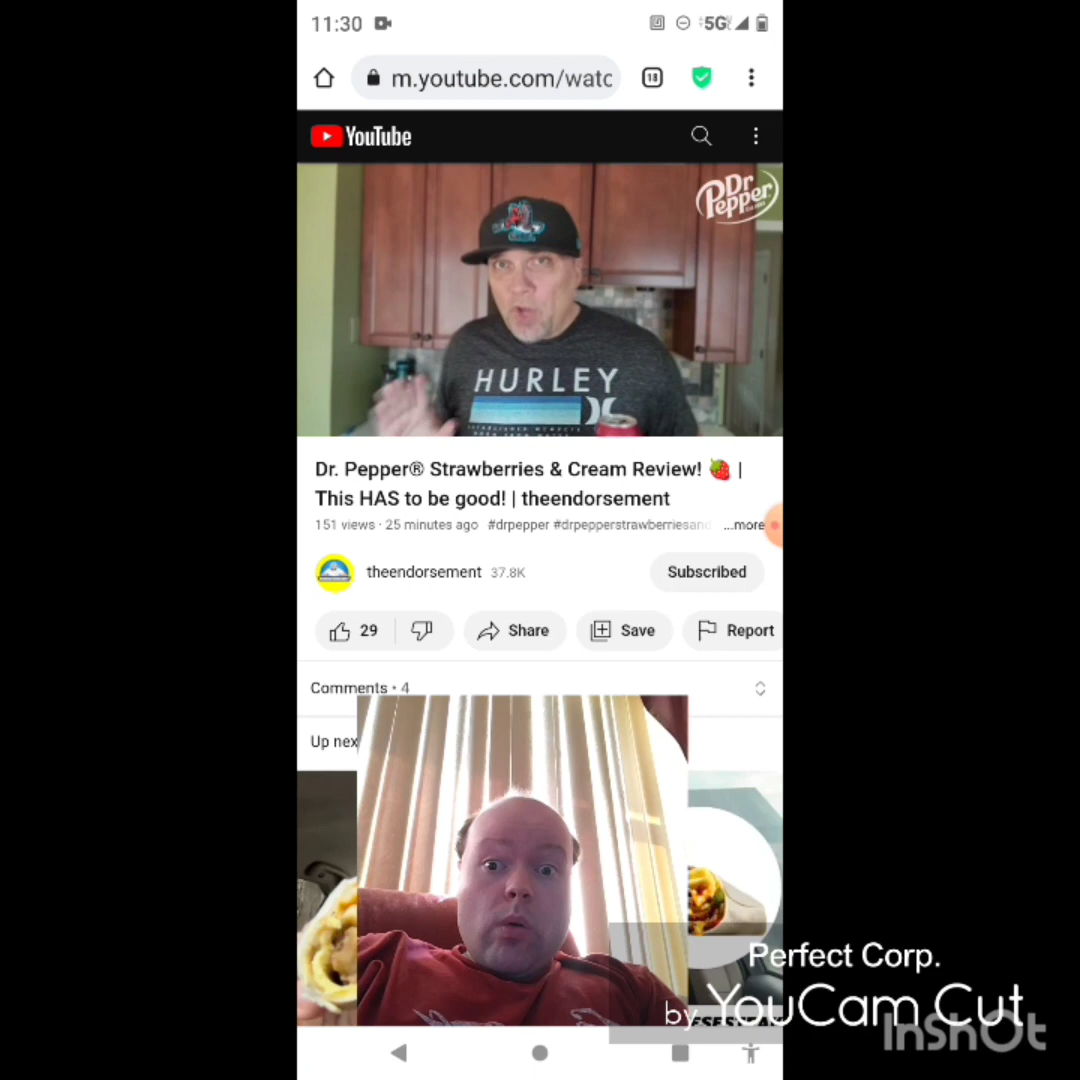 11:30
5G
m.youtube.com/watc
18
YouTube
Dr
Pepper
HURLEY
Dr. Pepper® Strawberries & Cream Review! 🍓 |
This HAS to be good! | theendorsement
151 views · 25 minutes ago #drpepper #drpepperstrawberriesand ...more
theendorsement 37.8K
Subscribed
29
Share
Save
Report
Comments • 4
Up nex
Perfect Corp.
by YouCam Cut
InShOt